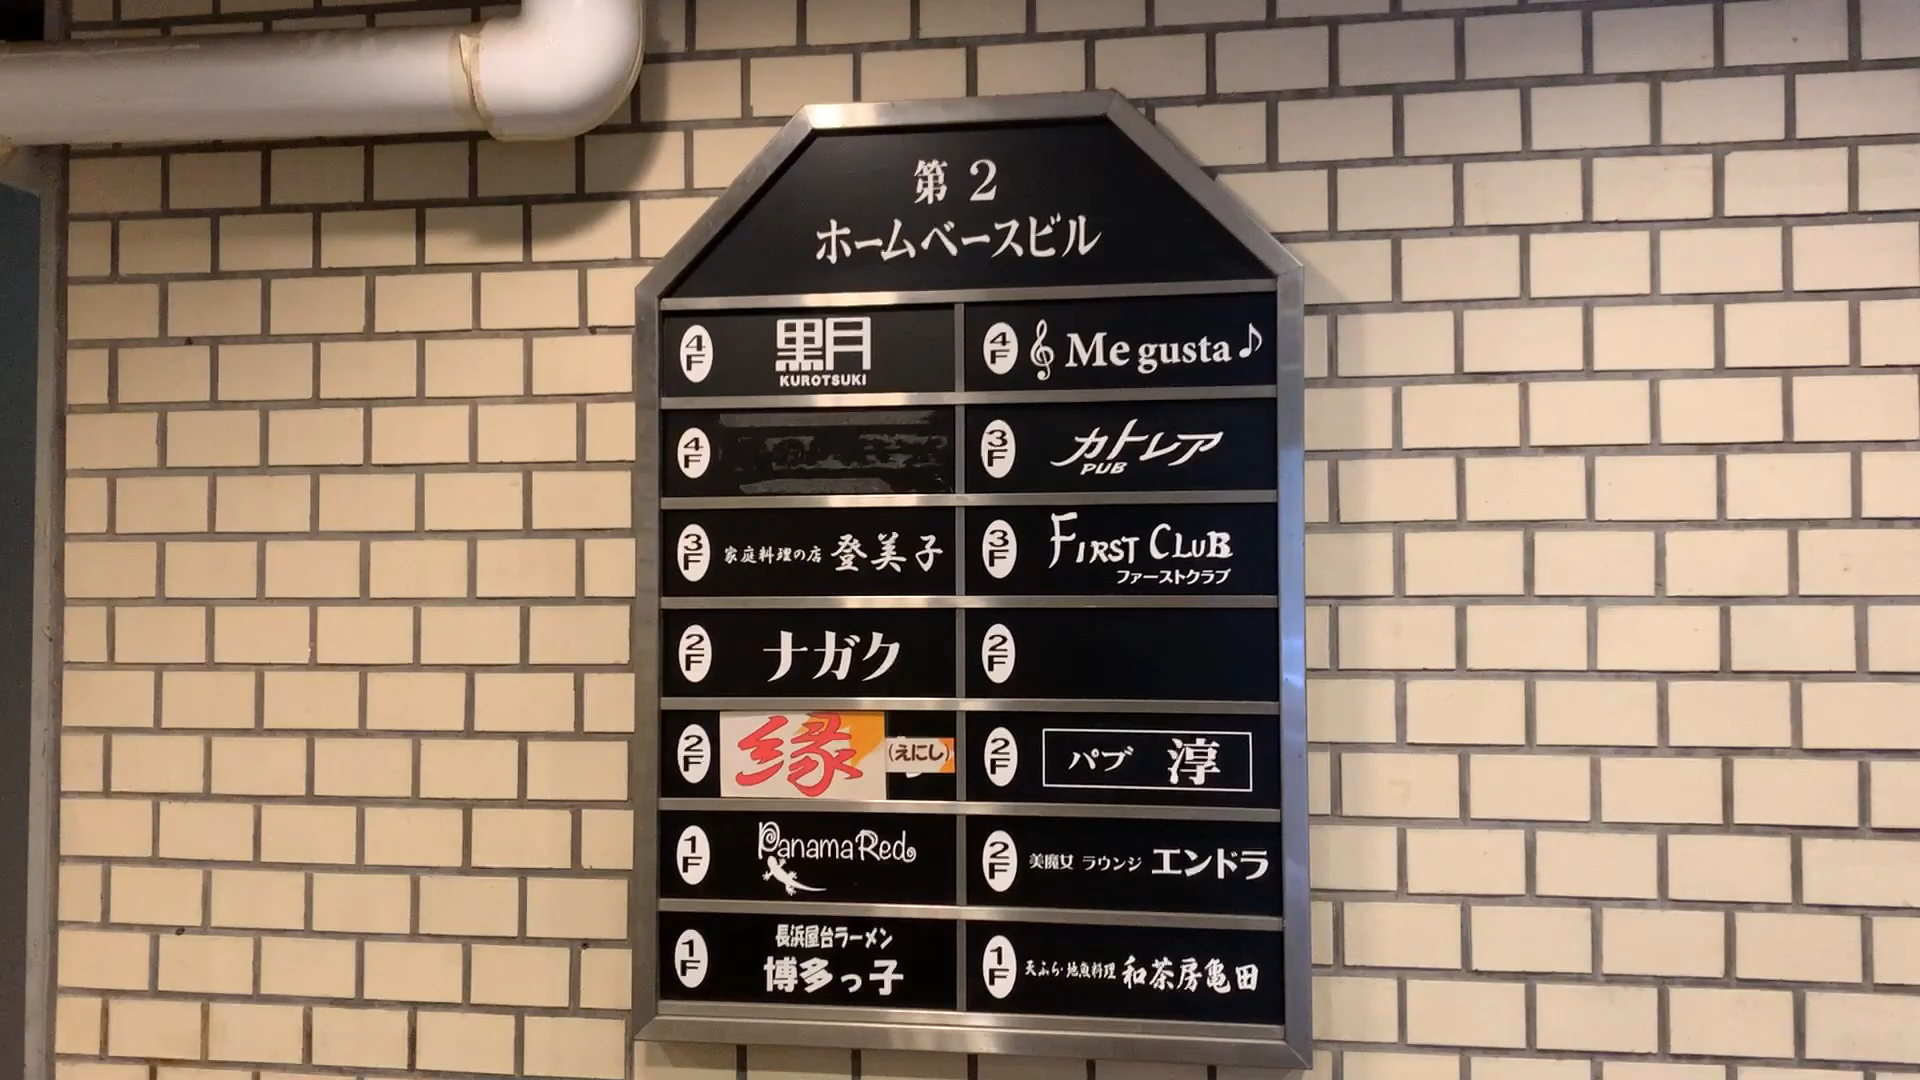 第2
ホームベースビル
4F 黒月
KUROTSUKI
4F Me gusta
4F
3F カトレア
PUB
3F 家庭料理の店 登美子
3F FIRST CLUB
ファーストクラブ
2F ナガク
2F
2F 縁 (えにし)
2F パブ 淳
1F Panama Red
2F 美魔女 ラウンジ エンドラ
1F 長浜屋台ラーメン
博多っ子
1F 天ぷら・地魚料理 和茶房亀田